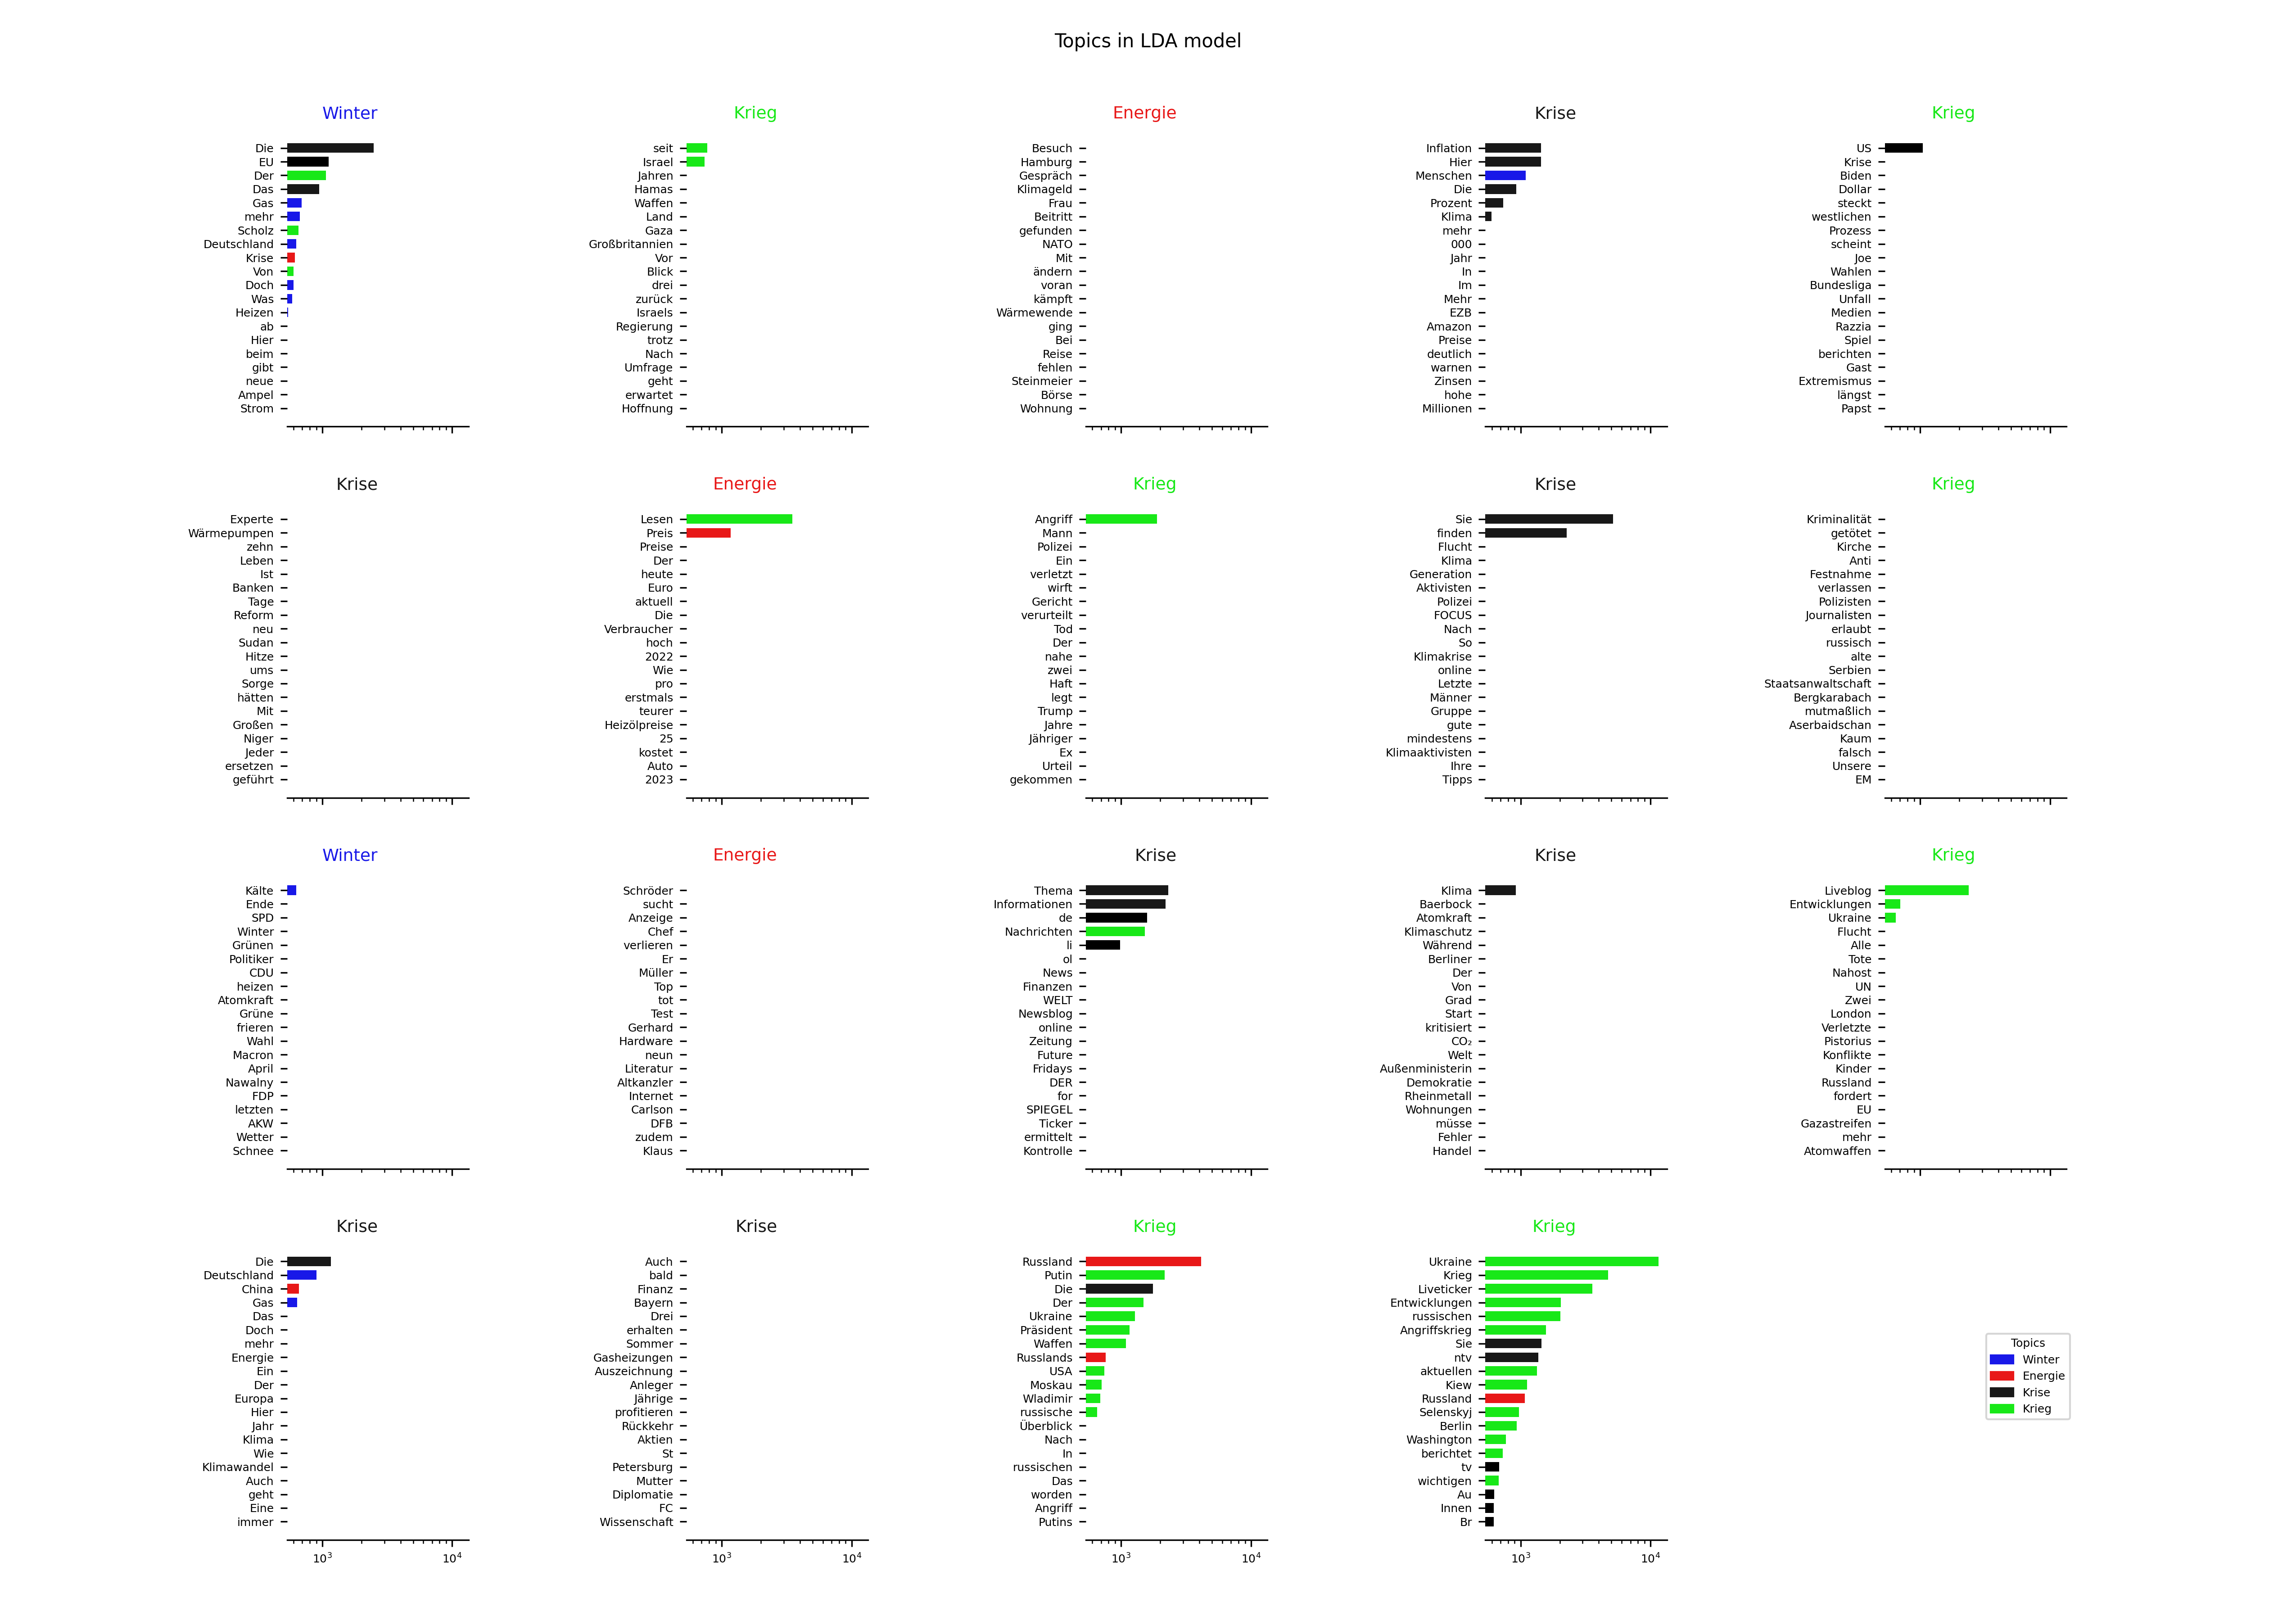 Topics in LDA model
Winter
Die
EU
Der
Das
Gas
mehr
Scholz
Deutschland
Krise
Von
Doch
Was
Heizen
ab
Hier
beim
gibt
neue
Ampel
Strom
Krieg
seit
Israel
Jahren
Hamas
Waffen
Land
Gaza
Großbritannien
Vor
Blick
drei
zurück
Israels
Regierung
trotz
Nach
Umfrage
geht
erwartet
Hoffnung
Energie
Besuch
Hamburg
Gespräch
Klimageld
Frau
Beitritt
gefunden
NATO
Mit
ändern
voran
kämpft
Wärmewende
ging
Bei
Reise
fehlen
Steinmeier
Börse
Wohnung
Krise
Inflation
Hier
Menschen
Die
Prozent
Klima
mehr
000
Jahr
In
Im
Mehr
EZB
Amazon
Preise
deutlich
warnen
Zinsen
hohe
Millionen
Krieg
US
Krise
Biden
Dollar
steckt
westlichen
Prozess
scheint
Joe
Wahlen
Bundesliga
Unfall
Medien
Razzia
Spiel
berichten
Gast
Extremismus
längst
Papst
Krise
Experte
Wärmepumpen
zehn
Leben
Ist
Banken
Tage
Reform
neu
Sudan
Hitze
ums
Sorge
hätten
Mit
Großen
Niger
Jeder
ersetzen
geführt
Energie
Lesen
Preis
Preise
Der
heute
Euro
aktuell
Die
Verbraucher
hoch
2022
Wie
pro
erstmals
teurer
Heizölpreise
25
kostet
Auto
2023
Krieg
Angriff
Mann
Polizei
Ein
verletzt
wirft
Gericht
verurteilt
Tod
Der
nahe
zwei
Haft
legt
Trump
Jahre
Jähriger
Ex
Urteil
gekommen
Krise
Sie
finden
Flucht
Klima
Generation
Aktivisten
Polizei
FOCUS
Nach
So
Klimakrise
online
Letzte
Männer
Gruppe
gute
mindestens
Klimaaktivisten
Ihre
Tipps
Krieg
Kriminalität
getötet
Kirche
Anti
Festnahme
verlassen
Polizisten
Journalisten
erlaubt
russisch
alte
Serbien
Staatsanwaltschaft
Bergkarabach
mutmaßlich
Aserbaidschan
Kaum
falsch
Unsere
EM
Winter
Kälte
Ende
SPD
Winter
Grünen
Politiker
CDU
heizen
Atomkraft
Grüne
frieren
Wahl
Macron
April
Nawalny
FDP
letzten
AKW
Wetter
Schnee
Energie
Schröder
sucht
Anzeige
Chef
verlieren
Er
Müller
Top
tot
Test
Gerhard
Hardware
neun
Literatur
Altkanzler
Internet
Carlson
DFB
zudem
Klaus
Krise
Thema
Informationen
de
Nachrichten
li
ol
News
Finanzen
WELT
Newsblog
online
Zeitung
Future
Fridays
DER
for
SPIEGEL
Ticker
ermittelt
Kontrolle
Krise
Klima
Baerbock
Atomkraft
Klimaschutz
Während
Berliner
Der
Von
Grad
Start
kritisiert
CO₂
Welt
Außenministerin
Demokratie
Rheinmetall
Wohnungen
müsse
Fehler
Handel
Krieg
Liveblog
Entwicklungen
Ukraine
Flucht
Alle
Tote
Nahost
UN
Zwei
London
Verletzte
Pistorius
Konflikte
Kinder
Russland
fordert
EU
Gazastreifen
mehr
Atomwaffen
Krise
Die
Deutschland
China
Gas
Das
Doch
mehr
Energie
Ein
Der
Europa
Hier
Jahr
Klima
Wie
Klimawandel
Auch
geht
Eine
immer
10³ 10⁴
Krise
Auch
bald
Finanz
Bayern
Drei
erhalten
Sommer
Gasheizungen
Auszeichnung
Anleger
Jährige
profitieren
Rückkehr
Aktien
St
Petersburg
Mutter
Diplomatie
FC
Wissenschaft
10³ 10⁴
Krieg
Russland
Putin
Die
Der
Ukraine
Präsident
Waffen
Russlands
USA
Moskau
Wladimir
russische
Überblick
Nach
In
russischen
Das
worden
Angriff
Putins
10³ 10⁴
Krieg
Ukraine
Krieg
Liveticker
Entwicklungen
russischen
Angriffskrieg
Sie
ntv
aktuellen
Kiew
Russland
Selenskyj
Berlin
Washington
berichtet
tv
wichtigen
Au
Innen
Br
10³ 10⁴
Topics
Winter
Energie
Krise
Krieg